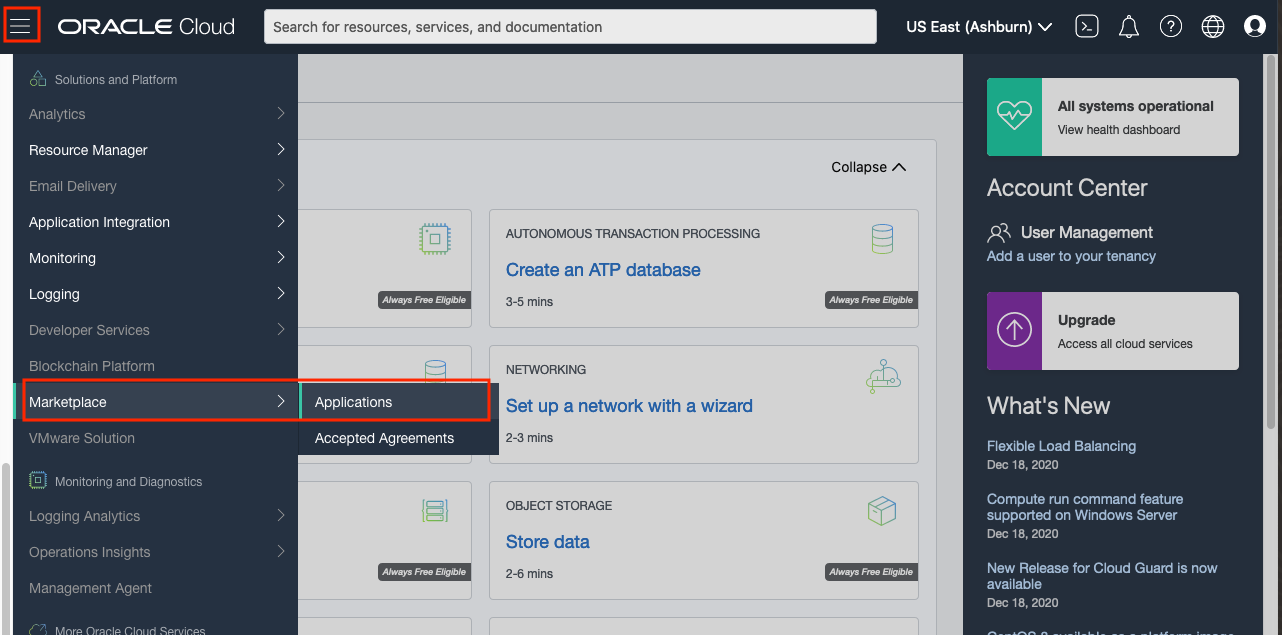 ORACLE Cloud
Search for resources, services, and documentation
US East (Ashburn)
Solutions and Platform
Analytics
Resource Manager
Email Delivery
Application Integration
Monitoring
Logging
Developer Services
Blockchain Platform
Marketplace
VMware Solution
Monitoring and Diagnostics
Logging Analytics
Operations Insights
Management Agent
More Oracle Cloud Services
Applications
Accepted Agreements
Collapse
Always Free Eligible
AUTONOMOUS TRANSACTION PROCESSING
Create an ATP database
3-5 mins
Always Free Eligible
NETWORKING
Set up a network with a wizard
2-3 mins
Always Free Eligible
OBJECT STORAGE
Store data
2-6 mins
Always Free Eligible
All systems operational
View health dashboard
Account Center
User Management
Add a user to your tenancy
Upgrade
Access all cloud services
What's New
Flexible Load Balancing
Dec 18, 2020
Compute run command feature
supported on Windows Server
Dec 18, 2020
New Release for Cloud Guard is now
available
Dec 18, 2020
CentOS 8 available as a platform image